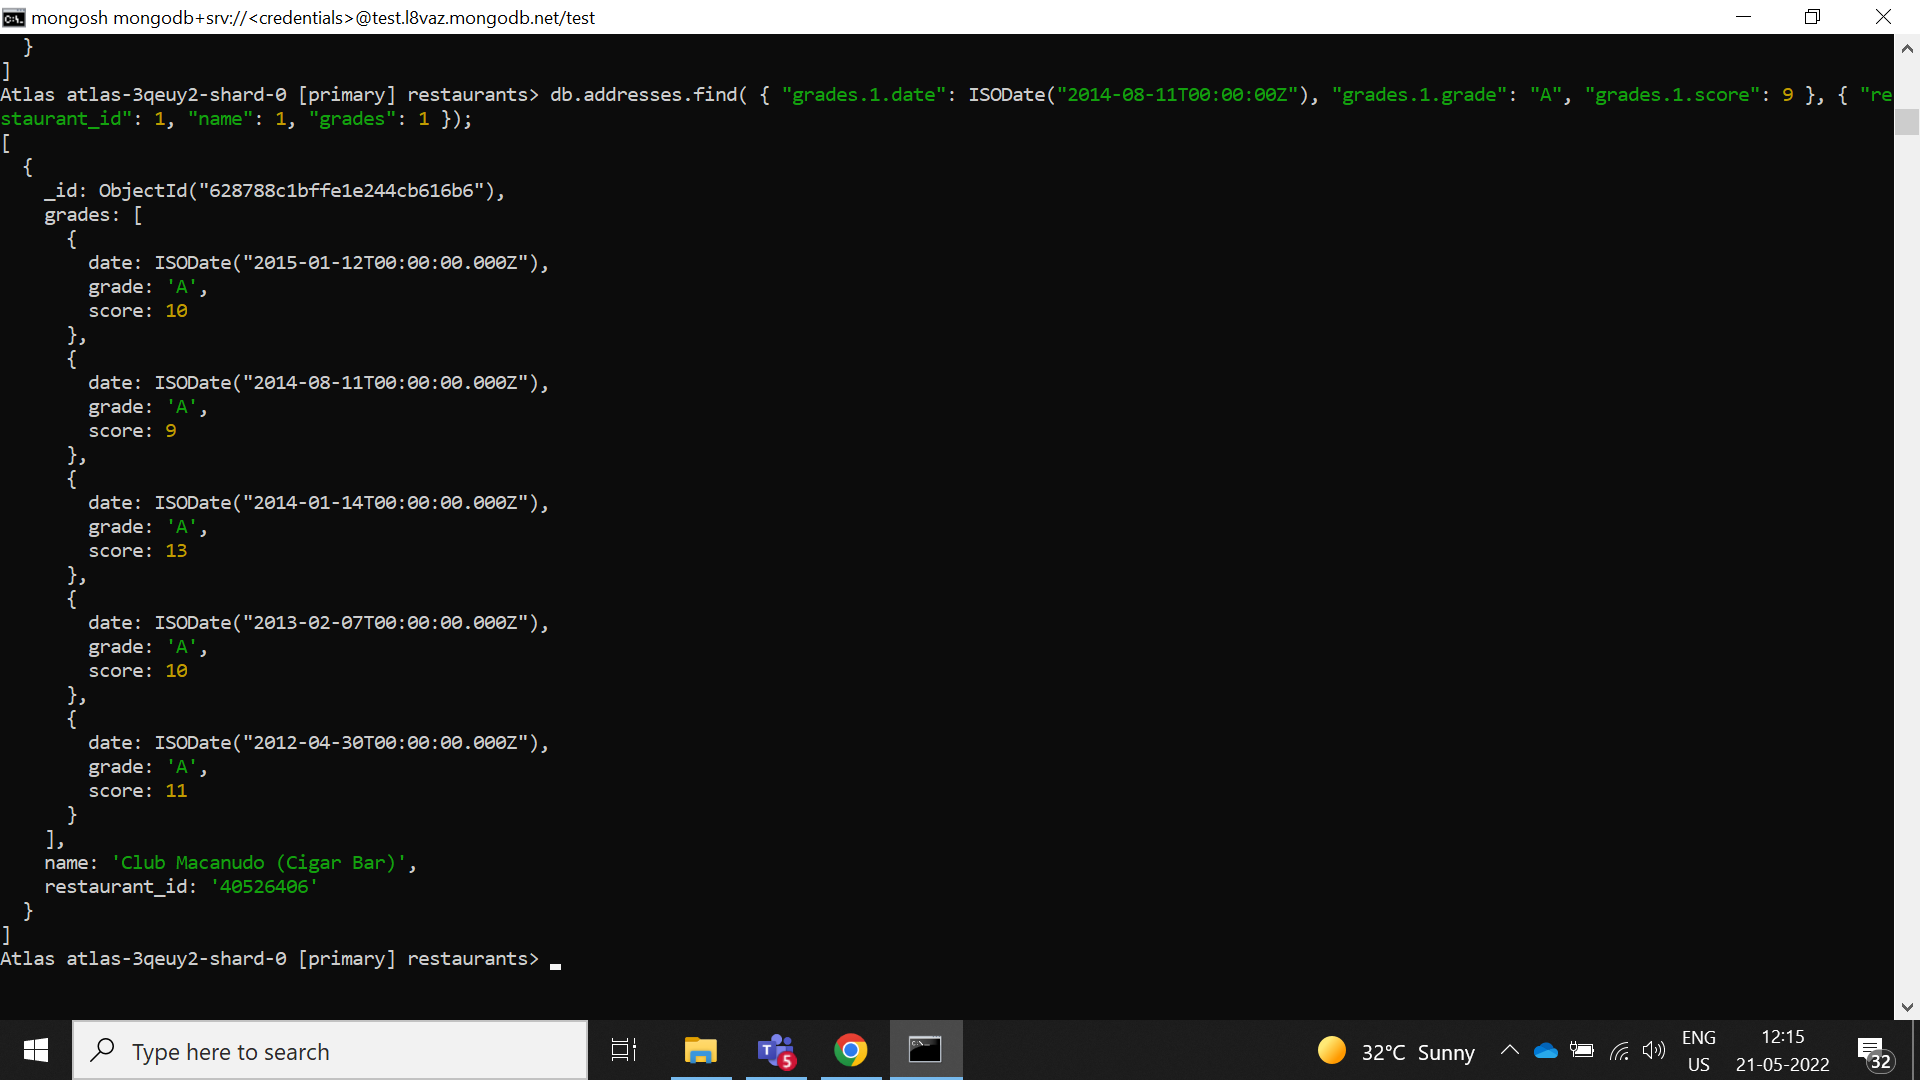 mongosh mongodb+srv://<credentials>@test.l8vaz.mongodb.net/test
  }
]
Atlas atlas-3qeuy2-shard-0 [primary] restaurants> db.addresses.find( { "grades.1.date": ISODate("2014-08-11T00:00:00Z"), "grades.1.grade": "A", "grades.1.score": 9 }, { "re
staurant_id": 1, "name": 1, "grades": 1 });
[
  {
    _id: ObjectId("628788c1bffe1e244cb616b6"),
    grades: [
      {
        date: ISODate("2015-01-12T00:00:00.000Z"),
        grade: 'A',
        score: 10
      },
      {
        date: ISODate("2014-08-11T00:00:00.000Z"),
        grade: 'A',
        score: 9
      },
      {
        date: ISODate("2014-01-14T00:00:00.000Z"),
        grade: 'A',
        score: 13
      },
      {
        date: ISODate("2013-02-07T00:00:00.000Z"),
        grade: 'A',
        score: 10
      },
      {
        date: ISODate("2012-04-30T00:00:00.000Z"),
        grade: 'A',
        score: 11
      }
    ],
    name: 'Club Macanudo (Cigar Bar)',
    restaurant_id: '40526406'
  }
]
Atlas atlas-3qeuy2-shard-0 [primary] restaurants>
Type here to search
5
32°C Sunny
ENG
US
12:15
21-05-2022
32